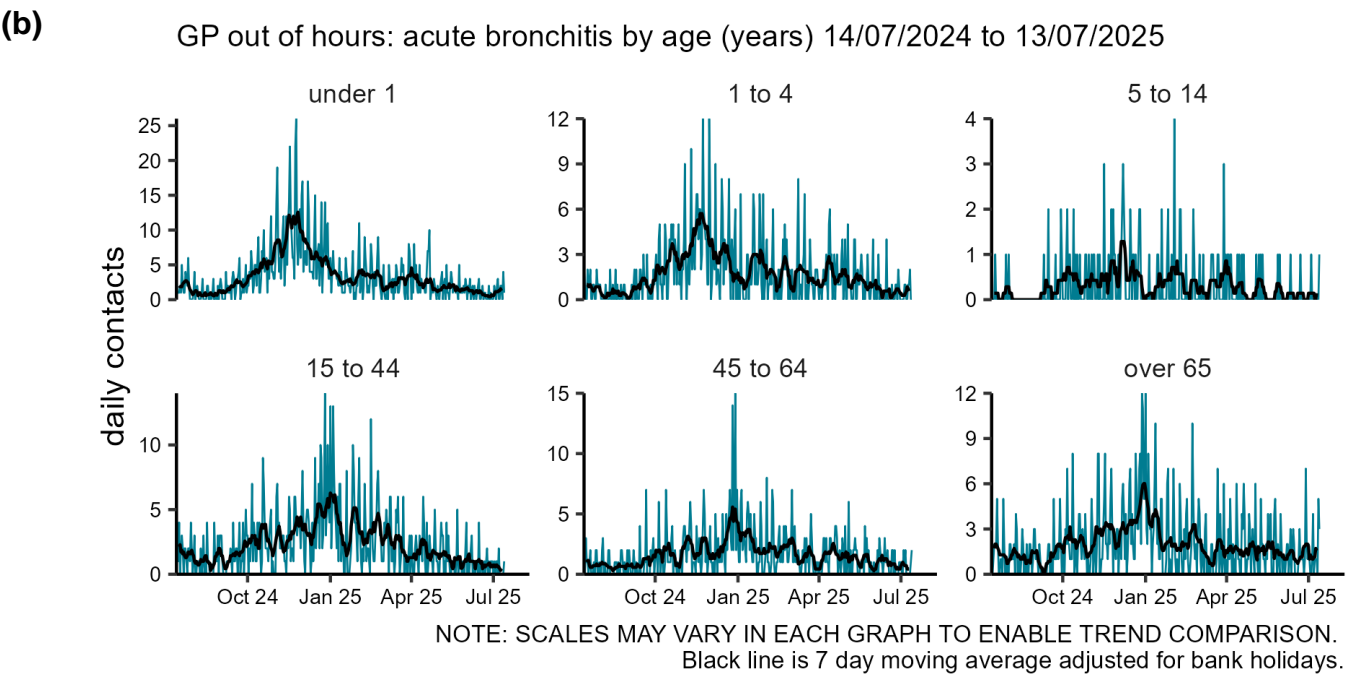 (b)
GP out of hours: acute bronchitis by age (years) 14/07/2024 to 13/07/2025
daily contacts
under 1
25
20
15
10
5
0
1 to 4
12
9
6
3
0
5 to 14
4
3
2
1
0
15 to 44
10
5
0
Oct 24 Jan 25 Apr 25 Jul 25
45 to 64
15
10
5
0
Oct 24 Jan 25 Apr 25 Jul 25
over 65
12
9
6
3
0
Oct 24 Jan 25 Apr 25 Jul 25
NOTE: SCALES MAY VARY IN EACH GRAPH TO ENABLE TREND COMPARISON.
Black line is 7 day moving average adjusted for bank holidays.